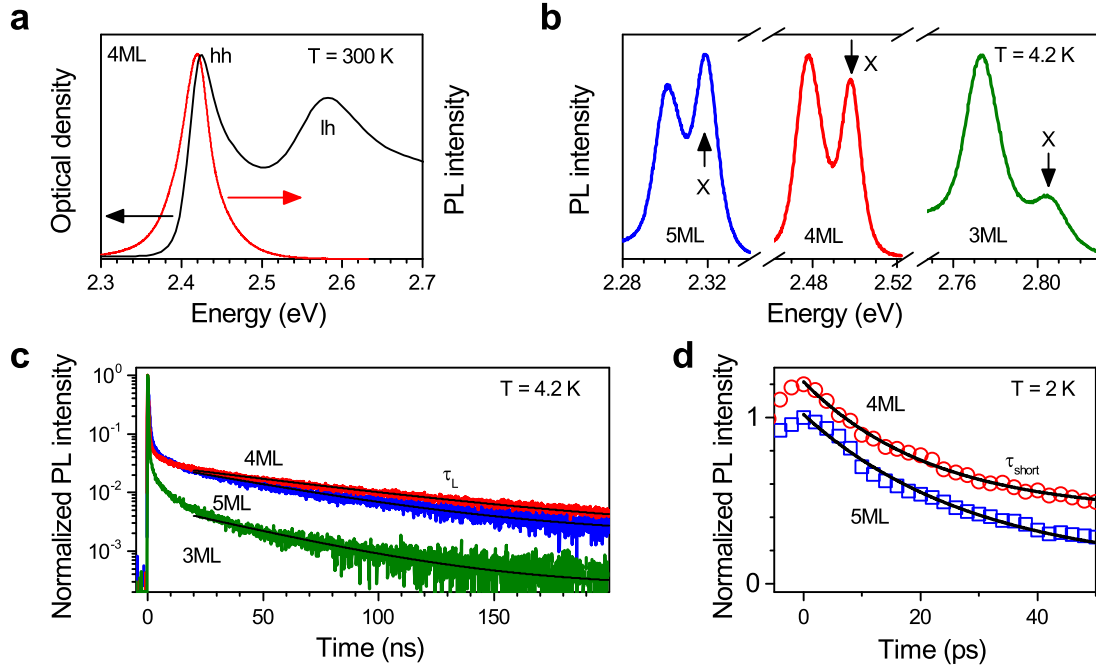 a
4ML
hh
T = 300 K
lh
Optical density
PL intensity
2.3 2.4 2.5 2.6 2.7
Energy (eV)
b
X
T = 4.2 K
X
X
PL intensity
5ML
4ML
3ML
2.28 2.32 2.48 2.52 2.76 2.80
Energy (eV)
c
T = 4.2 K
Normalized PL intensity
10⁰
10⁻¹
10⁻²
10⁻³
4ML
τL
5ML
3ML
0 50 100 150
Time (ns)
d
T = 2 K
Normalized PL intensity
4ML
1
τshort
5ML
0
0 20 40
Time (ps)